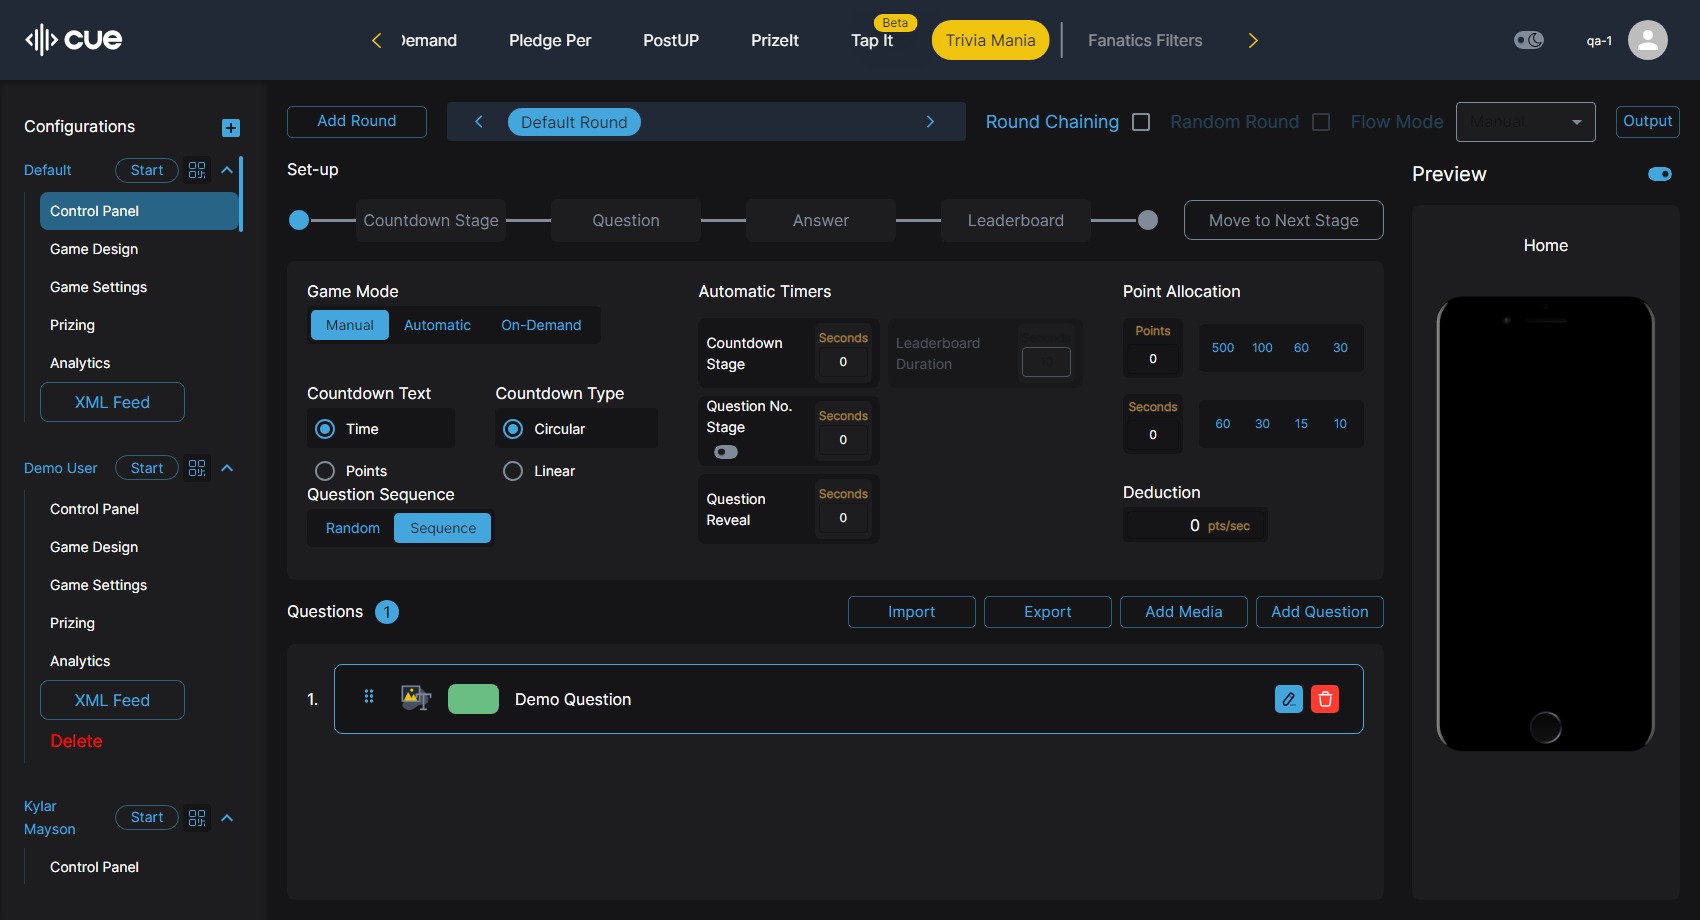 cue
Demand
Pledge Per
PostUP
PrizeIt
Beta
Tap It
Trivia Mania
Fanatics Filters
qa-1
Configurations
Default
Start
Control Panel
Game Design
Game Settings
Prizing
Analytics
XML Feed
Demo User
Start
Control Panel
Game Design
Game Settings
Prizing
Analytics
XML Feed
Delete
Kylar
Mayson
Start
Control Panel
Add Round
Default Round
Round Chaining
Random Round
Flow Mode
Manual
Output
Set-up
Countdown Stage
Question
Answer
Leaderboard
Move to Next Stage
Game Mode
Manual
Automatic
On-Demand
Countdown Text
Time
Points
Countdown Type
Circular
Linear
Question Sequence
Random
Sequence
Automatic Timers
Countdown
Stage
Seconds
0
Leaderboard
Duration
Question No.
Stage
Seconds
0
Question
Reveal
Seconds
0
Point Allocation
Points
0
500 100 60 30
Seconds
0
60 30 15 10
Deduction
0 pts/sec
Questions 1
Import
Export
Add Media
Add Question
1.
Demo Question
Preview
Home